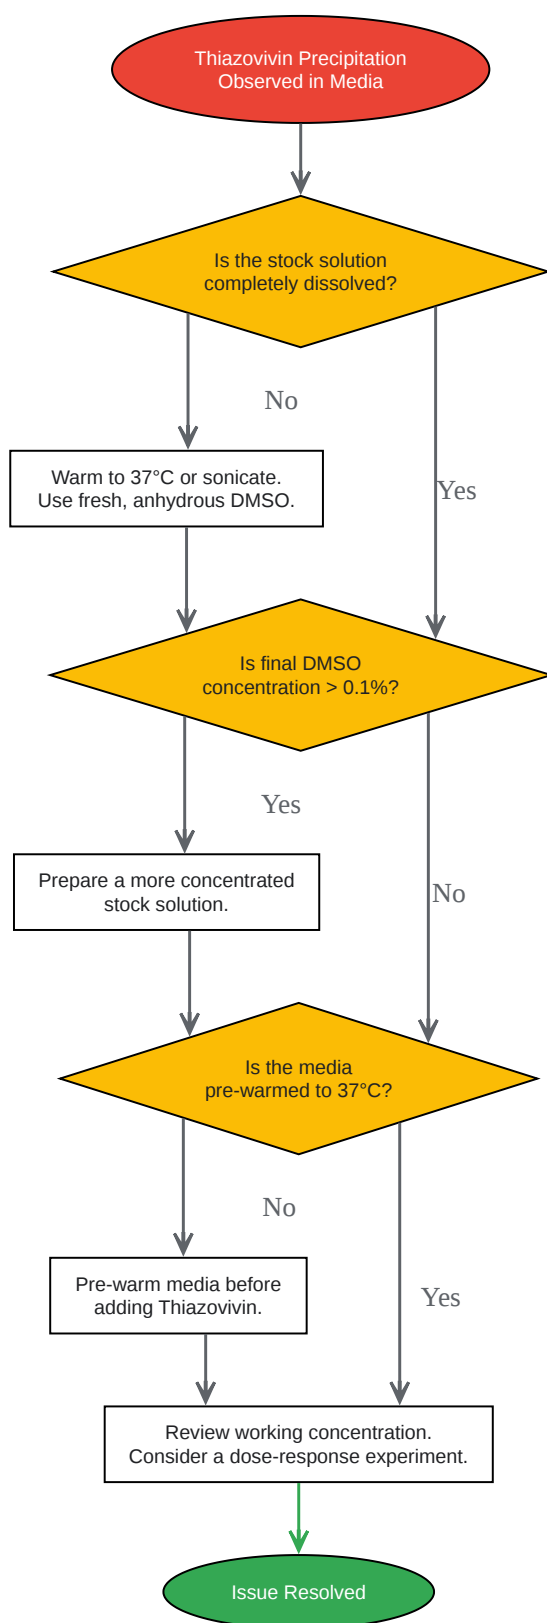 Thiazovivin Precipitation
Observed in Media
Is the stock solution
completely dissolved?
No
Warm to 37°C or sonicate.
Use fresh, anhydrous DMSO.
Yes
Is final DMSO
concentration > 0.1%?
Yes
Prepare a more concentrated
stock solution.
No
Is the media
pre-warmed to 37°C?
No
Pre-warm media before
adding Thiazovivin.
Yes
Review working concentration.
Consider a dose-response experiment.
Issue Resolved